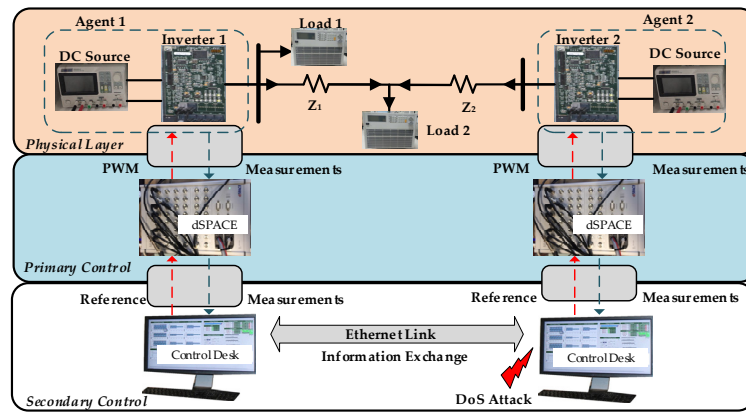 Agent 1
Load 1
Agent 2
Inverter 1
Inverter 2
DC Source
DC Source
Z1
Z2
Load 2
Physical Layer
PWM
Measurements
PWM
Measurements
dSPACE
dSPACE
Primary Control
Reference
Measurements
Reference
Measurements
Ethernet Link
Control Desk
Information Exchange
Control Desk
DoS Attack
Secondary Control